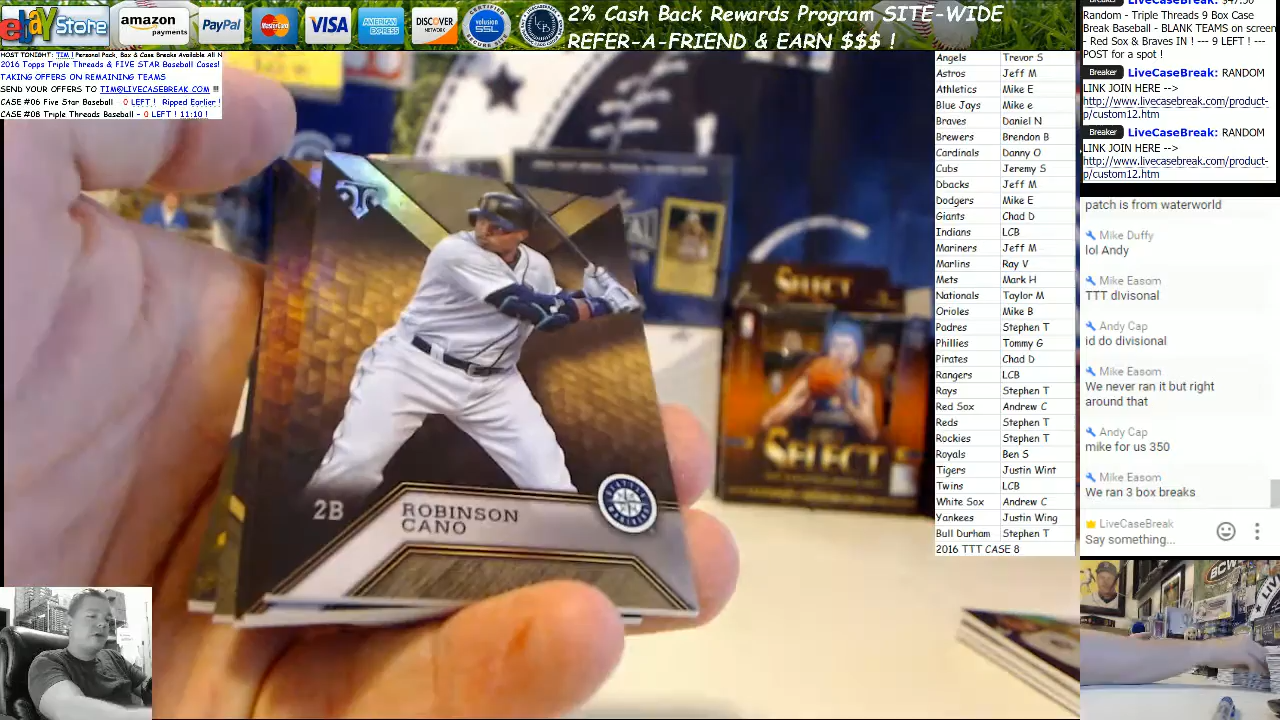 ebay Store
amazon payments
PayPal
MasterCard
VISA
AMERICAN EXPRESS
DISCOVER NETWORK
volusion SSL
LCB
2% Cash Back Rewards Program SITE-WIDE
REFER-A-FRIEND & EARN $$$ !
2016 Topps Triple Threads & FIVE STAR Baseball Cases!
TAKING OFFERS ON REMAINING TEAMS
SEND YOUR OFFERS TO TIM@LIVECASEBREAK.COM !!!
CASE #06 Five Star Baseball 0 LEFT ! Ripped Earlier !
CASE #08 Triple Threads Baseball - 0 LEFT ! 11:10 !
SELECT
SELECT
2B
ROBINSON
CANO
SEATTLE
MARINERS
Angels Trevor S
Astros Jeff M
Athletics Mike E
Blue Jays Mike e
Braves Daniel N
Brewers Brendon B
Cardinals Danny O
Cubs Jeremy S
Dbacks Jeff M
Dodgers Mike E
Giants Chad D
Indians LCB
Mariners Jeff M
Marlins Ray V
Mets Mark H
Nationals Taylor M
Orioles Mike B
Padres Stephen T
Phillies Tommy G
Pirates Chad D
Rangers LCB
Rays Stephen T
Red Sox Andrew C
Reds Stephen T
Rockies Stephen T
Royals Ben S
Tigers Justin Wint
Twins LCB
White Sox Andrew C
Yankees Justin Wing
Bull Durham Stephen T
2016 TTT CASE 8
Random - Triple Threads 9 Box Case
Break Baseball - BLANK TEAMS on screen
- Red Sox & Braves IN ! --- 9 LEFT ! ---
POST for a spot !
Breaker LiveCaseBreak: RANDOM
LINK JOIN HERE -->
http://www.livecasebreak.com/product-
p/custom12.htm
Breaker LiveCaseBreak: RANDOM
LINK JOIN HERE -->
http://www.livecasebreak.com/product-
p/custom12.htm
patch is from waterworld
Mike Duffy
lol Andy
Mike Easom
TTT divisonal
Andy Cap
id do divisional
Mike Easom
We never ran it but right
around that
Andy Cap
mike for us 350
Mike Easom
We ran 3 box breaks
LiveCaseBreak
Say something...
BCW